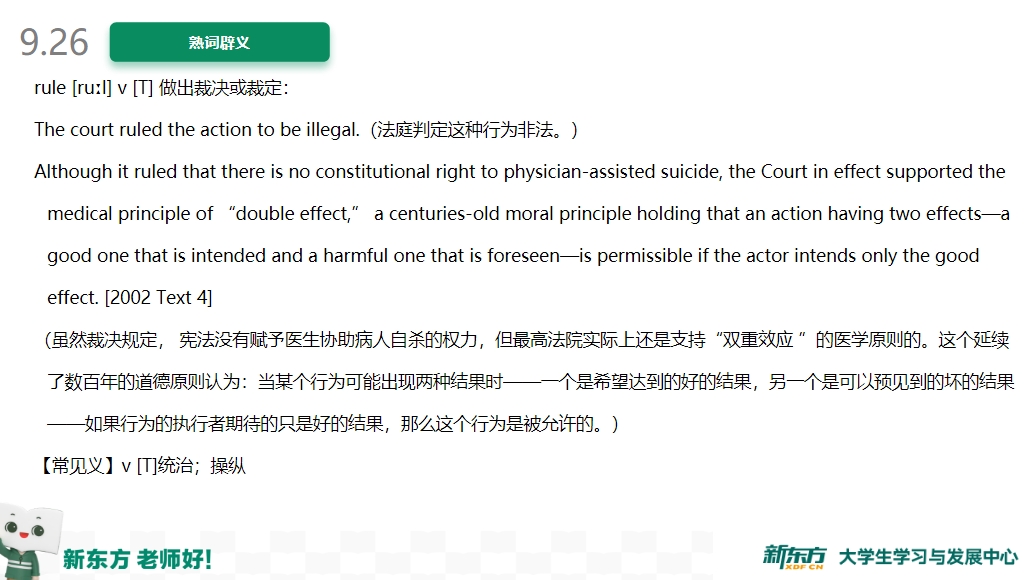 9.26
熟词辟义
rule [ruːl] v [T] 做出裁决或裁定：
The court ruled the action to be illegal.（法庭判定这种行为非法。）
Although it ruled that there is no constitutional right to physician-assisted suicide, the Court in effect supported the
medical principle of “double effect,” a centuries-old moral principle holding that an action having two effects—a
good one that is intended and a harmful one that is foreseen—is permissible if the actor intends only the good
effect. [2002 Text 4]
（虽然裁决规定， 宪法没有赋予医生协助病人自杀的权力，但最高法院实际上还是支持“双重效应 ”的医学原则的。这个延续
了数百年的道德原则认为：当某个行为可能出现两种结果时——一个是希望达到的好的结果，另一个是可以预见到的坏的结果
——如果行为的执行者期待的只是好的结果，那么这个行为是被允许的。）
【常见义】v [T]统治；操纵
新东方 老师好!
新东方 XDF.CN 大学生学习与发展中心